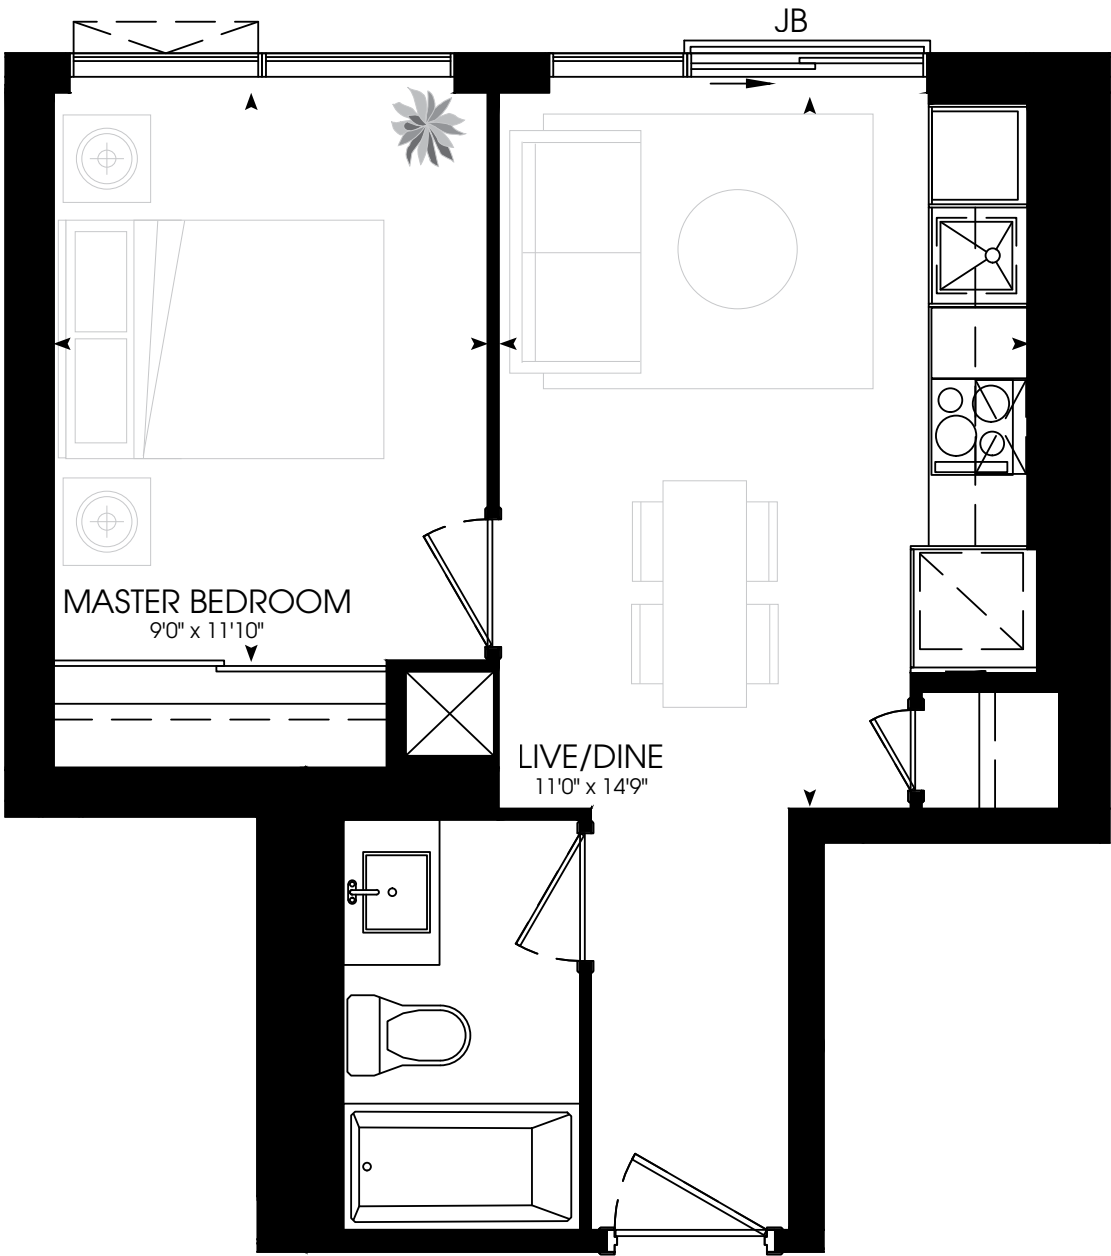 JB
MASTER BEDROOM
9'0" x 11'10"
LIVE/DINE
11'0" x 14'9"